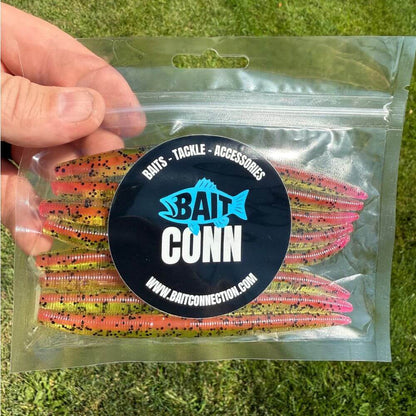 BAITS - TACKLE - ACCESSORIES
BAIT
CONN
WWW.BAITCONNECTION.COM